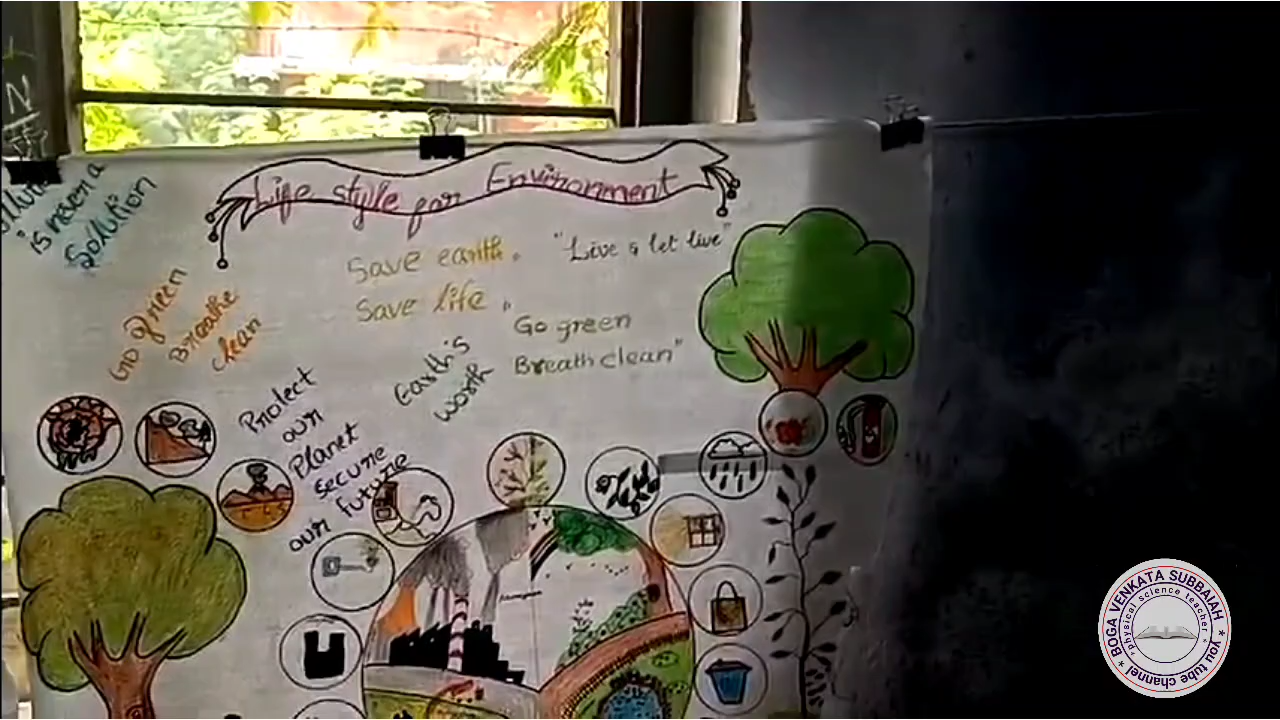 Life style for Environment
olluti
is never a
Solution
Save earth.
Save life "
"Live & let live"
Go green
Breathe
clean
"Go green
Breath clean"
Earth's
worth
Protect
our
Planet
secure
our future
BOGA VENKATA SUBBAIAH * you tube channel *
*Physical science teacher*